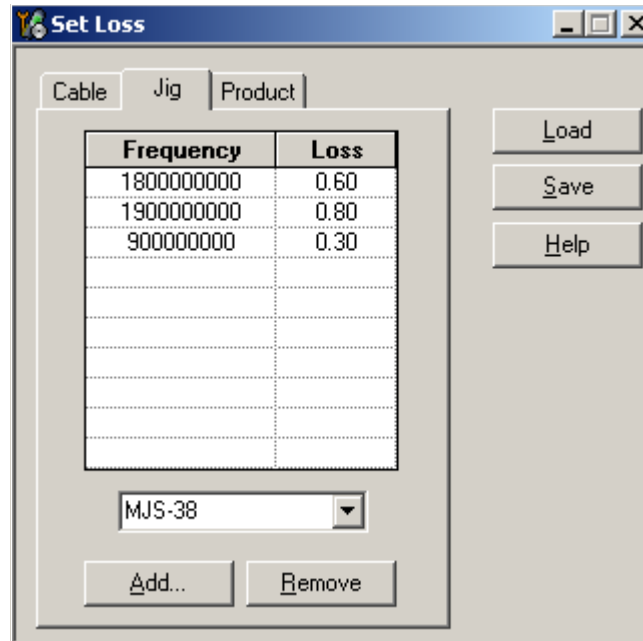 Set Loss
Cable Jig Product
Frequency Loss
1800000000 0.60
1900000000 0.80
900000000 0.30
MJS-38
Add... Remove
Load
Save
Help